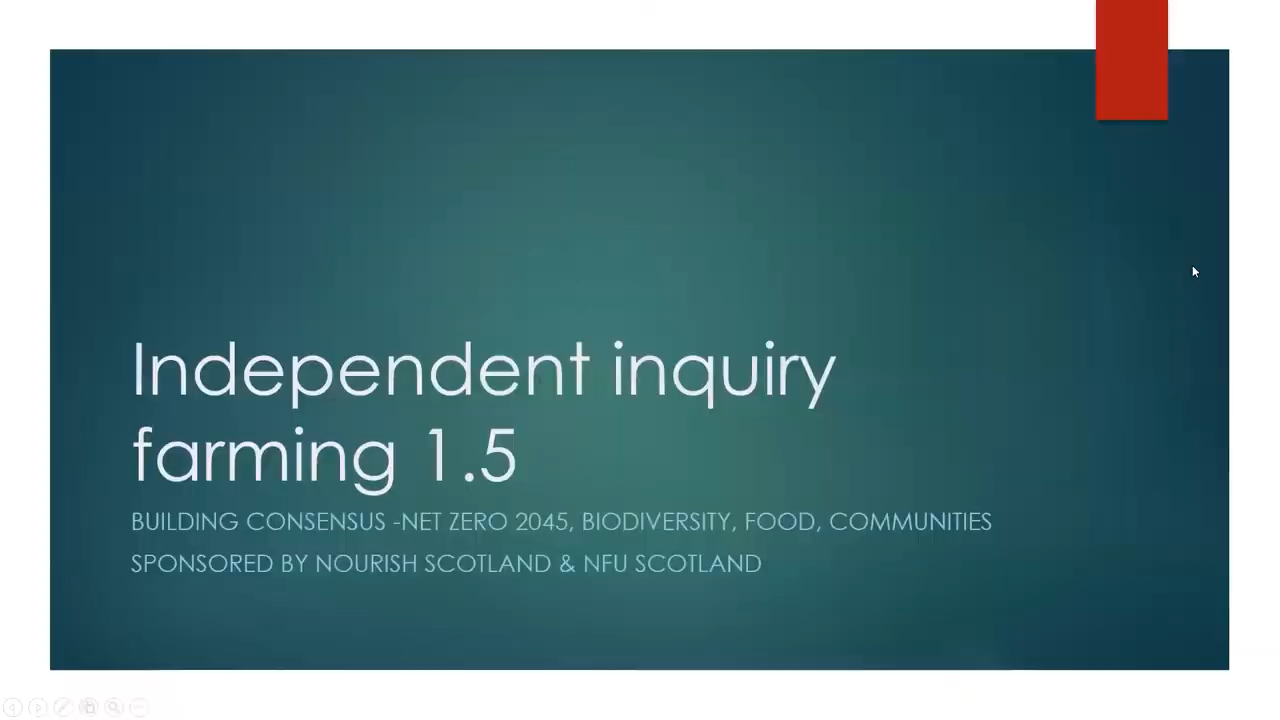 Independent inquiry
farming 1.5
BUILDING CONSENSUS -NET ZERO 2045, BIODIVERSITY, FOOD, COMMUNITIES
SPONSORED BY NOURISH SCOTLAND & NFU SCOTLAND